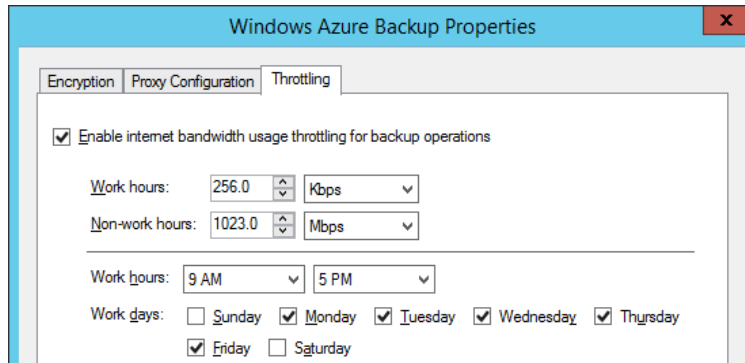 Windows Azure Backup Properties
x
Encryption Proxy Configuration Throttling
Enable internet bandwidth usage throttling for backup operations
Work hours: 256.0 Kbps
Non-work hours: 1023.0 Mbps
Work hours: 9 AM 5 PM
Work days: Sunday Monday Tuesday Wednesday Thursday
Friday Saturday